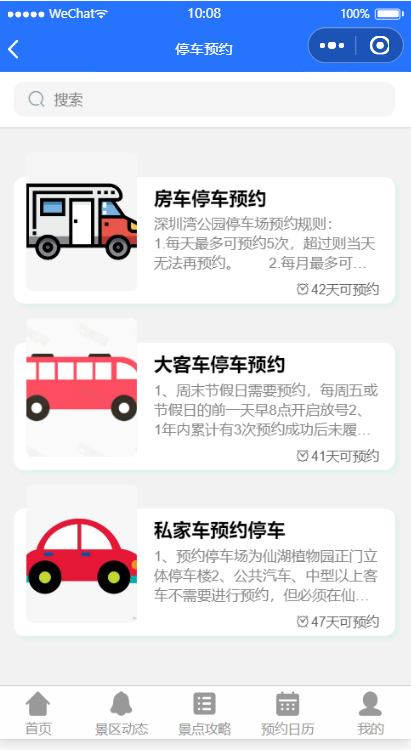 WeChat 10:08 100%
停车预约
搜索
房车停车预约
深圳湾公园停车场预约规则：
1.每天最多可预约5次，超过则当天
无法再预约。 2.每月最多可…
42天可预约
大客车停车预约
1、周末节假日需要预约，每周五或
节假日的前一天早8点开启放号2、
1年内累计有3次预约成功后未履…
41天可预约
私家车预约停车
1、预约停车场为仙湖植物园正门立
体停车楼2、公共汽车、中型以上客
车不需要进行预约，但必须在仙…
47天可预约
首页 景区动态 景点攻略 预约日历 我的